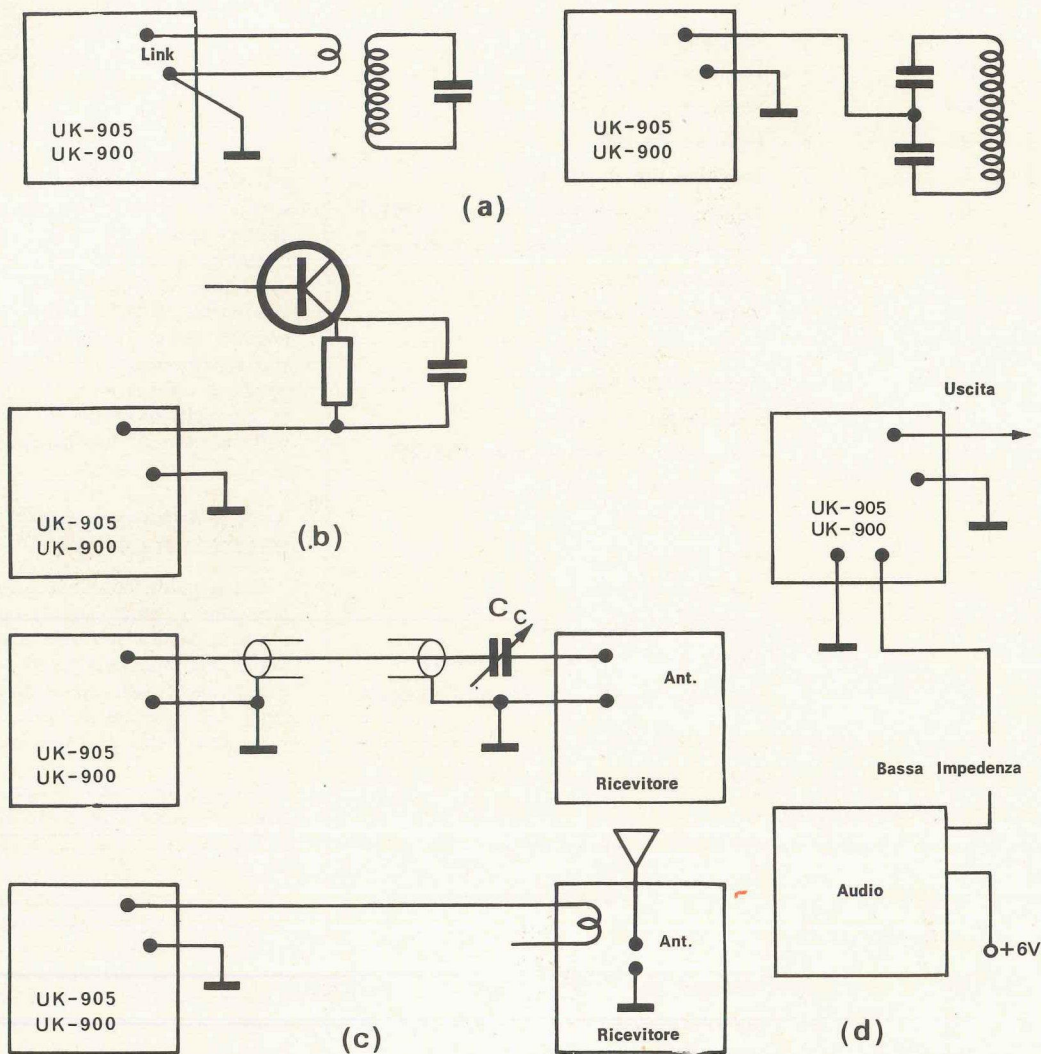 Link
UK-905
UK-900
UK-905
UK-900
(a)
UK-905
UK-900
(b)
Uscita
UK-905
UK-900
UK-905
UK-900
C C
Ant.
Ricevitore
Bassa Impedenza
Audio
+6V
UK-905
UK-900
Ant.
Ricevitore
(c)
(d)